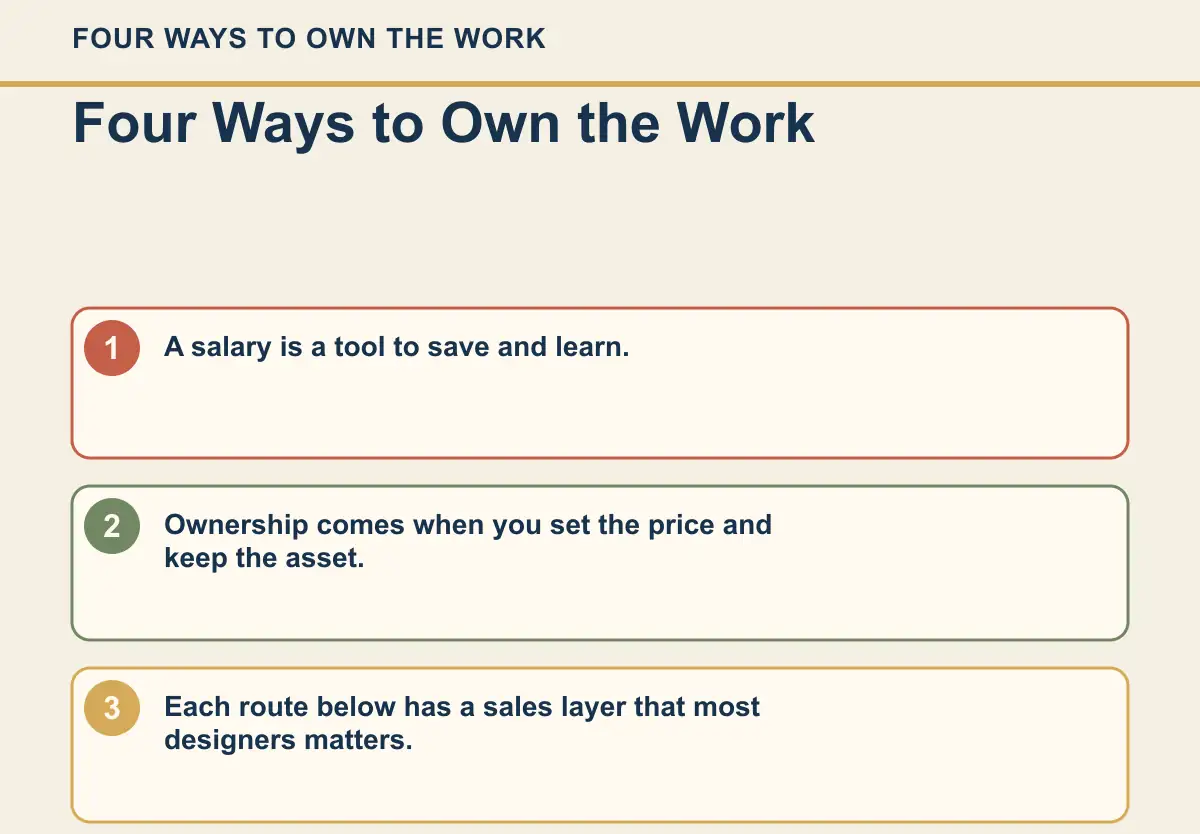 FOUR WAYS TO OWN THE WORK
Four Ways to Own the Work
1
A salary is a tool to save and learn.
2
Ownership comes when you set the price and
keep the asset.
3
Each route below has a sales layer that most
designers matters.